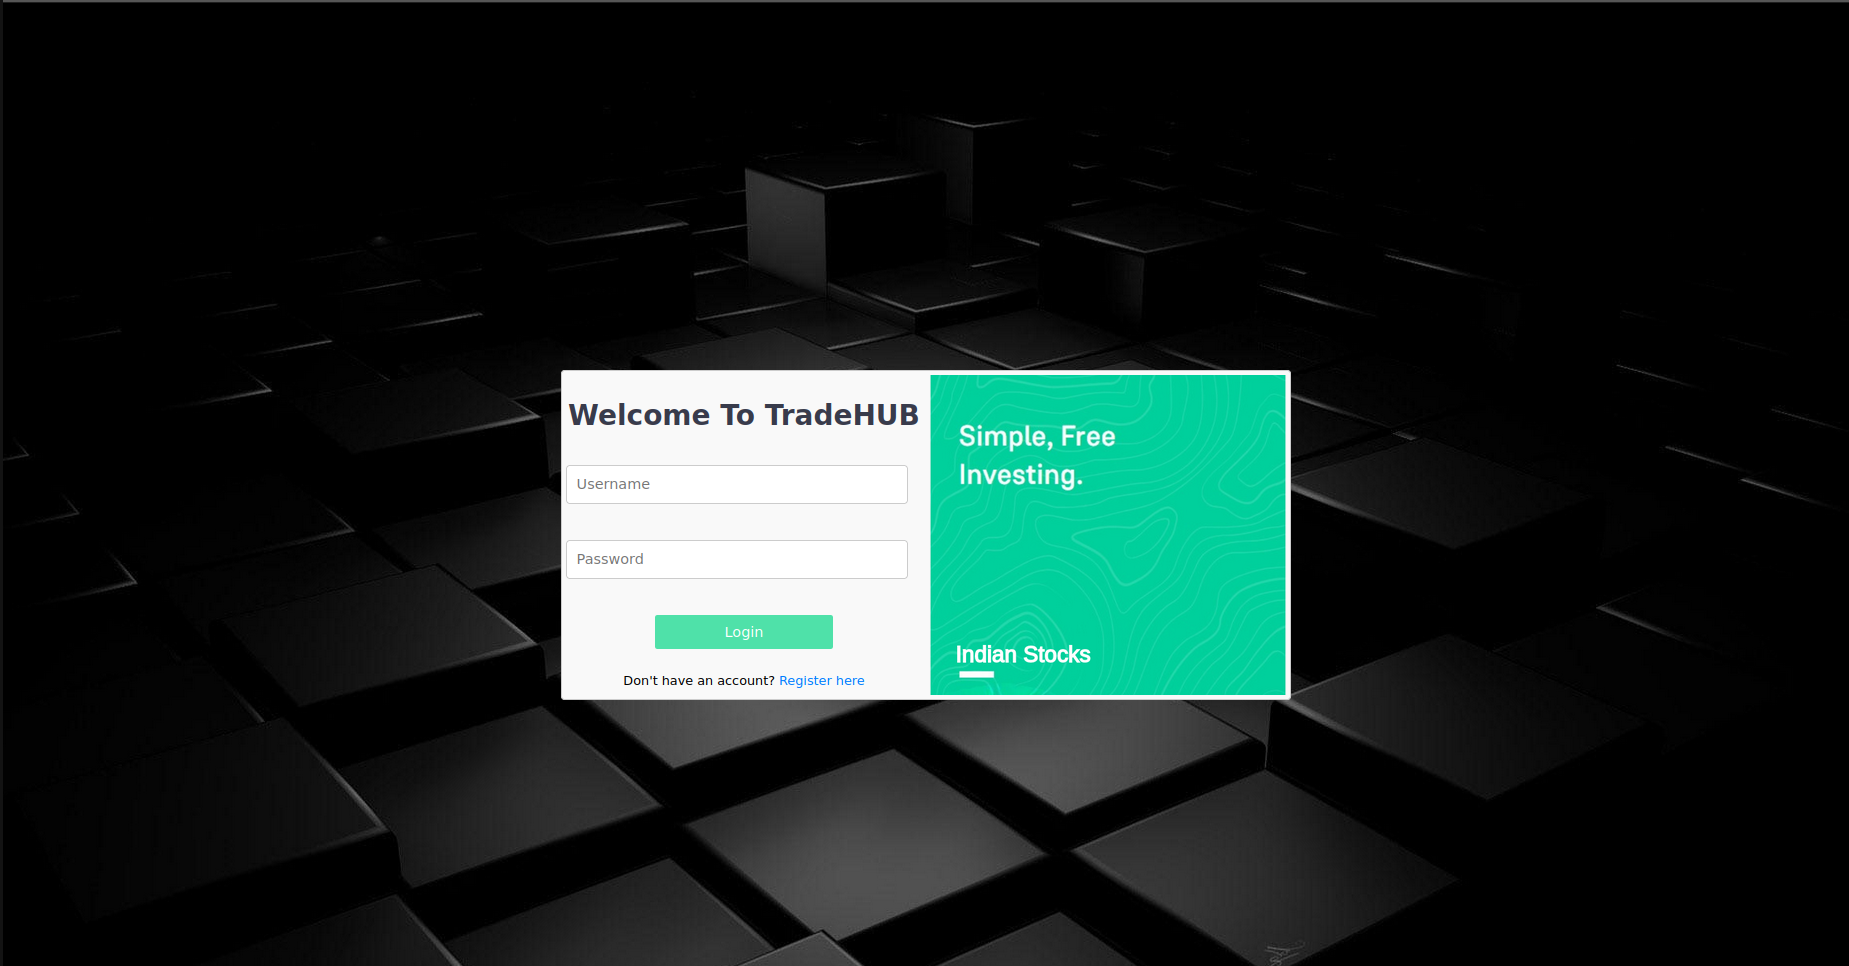 Welcome To TradeHUB
Username
Password
Login
Don't have an account? Register here
Simple, Free
Investing.
Indian Stocks